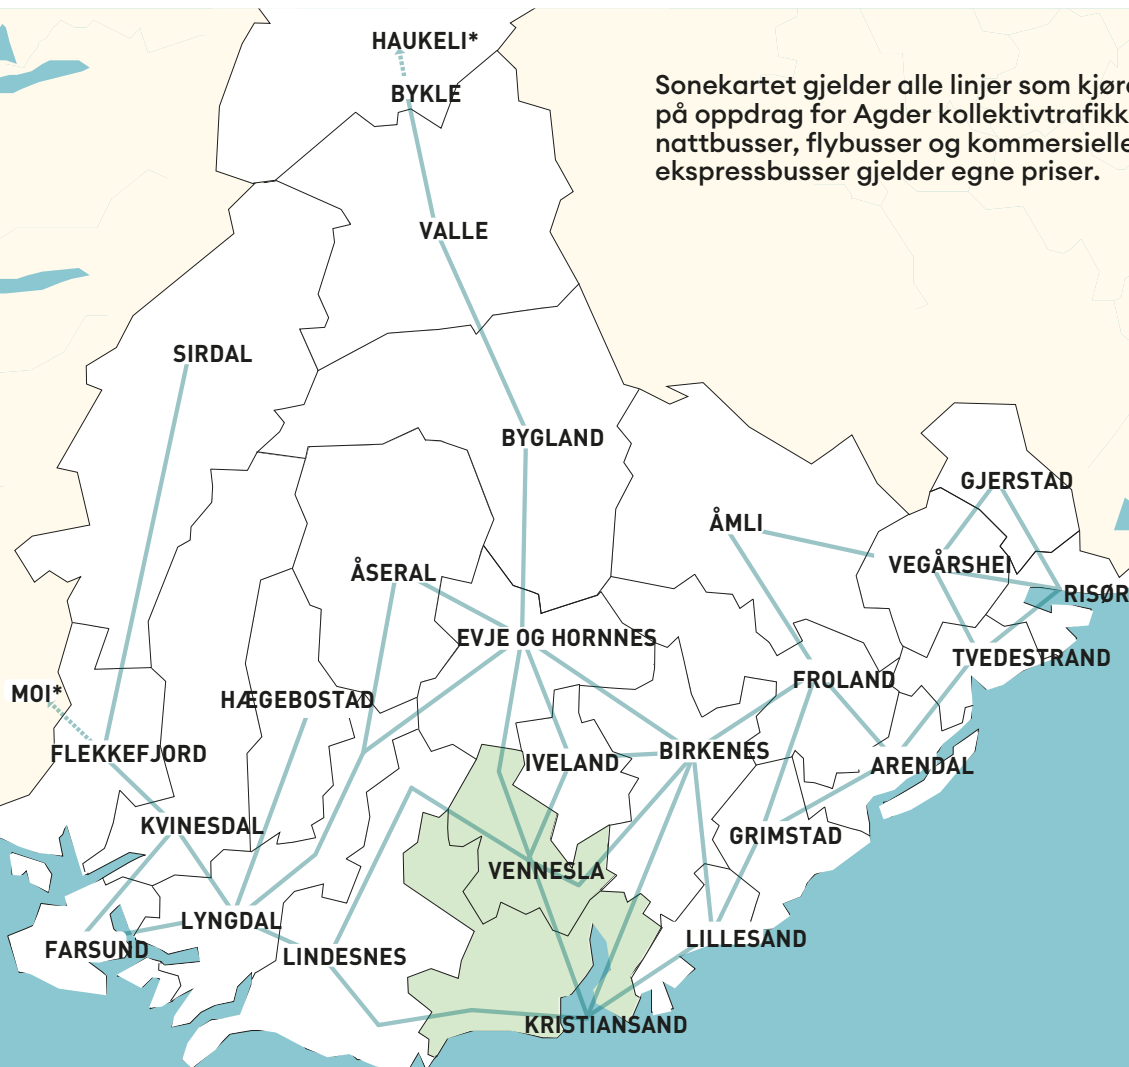 HAUKELI*
BYKLE
Sonekartet gjelder alle linjer som
på oppdrag for Agder kollektivtrafikk
nattbusser, flybusser og kommersielle
ekspressbusser gjelder egne priser.
VALLE
SIRDAL
BYGLAND
GJERSTAD
ÅMLI
VEGÅRSHEI
ÅSERAL
RISØR
EVJE OG HORNNES
TVEDESTRAND
FROLAND
MOI*
HÆGEBOSTAD
FLEKKEFJORD
BIRKENES
IVELAND
ARENDAL
KVINESDAL
GRIMSTAD
VENNESLA
LYNGDAL
LILLESAND
FARSUND
LINDESNES
KRISTIANSAND